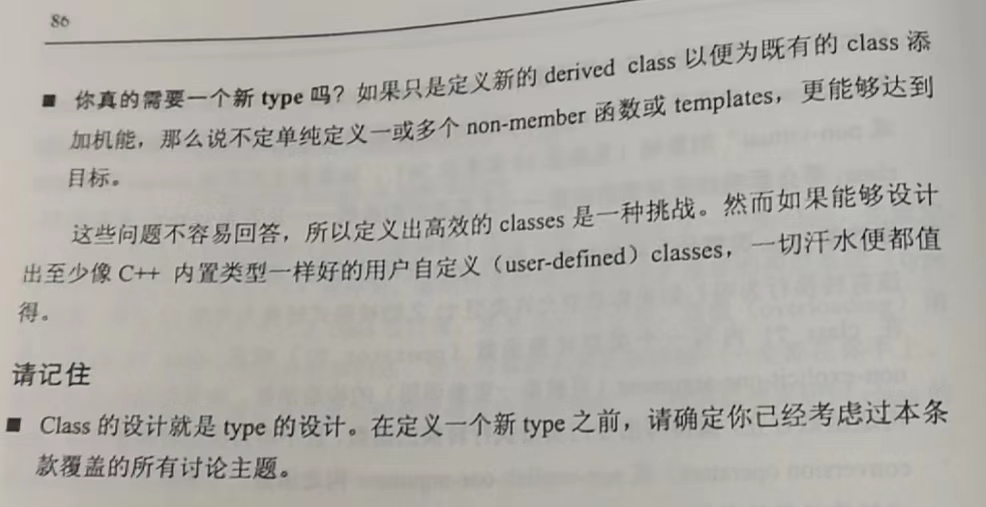 86
■ 你真的需要一个新 type 吗？如果只是定义新的 derived class 以便为既有的 class 添
加机能，那么说不定单纯定义一或多个 non-member 函数或 templates，更能够达到
目标。
这些问题不容易回答，所以定义出高效的 classes 是一种挑战。然而如果能够设计
出至少像 C++ 内置类型一样好的用户自定义（user-defined）classes，一切汗水便都值
得。
请记住
■ Class 的设计就是 type 的设计。在定义一个新 type 之前，请确定你已经考虑过本条
款覆盖的所有讨论主题。